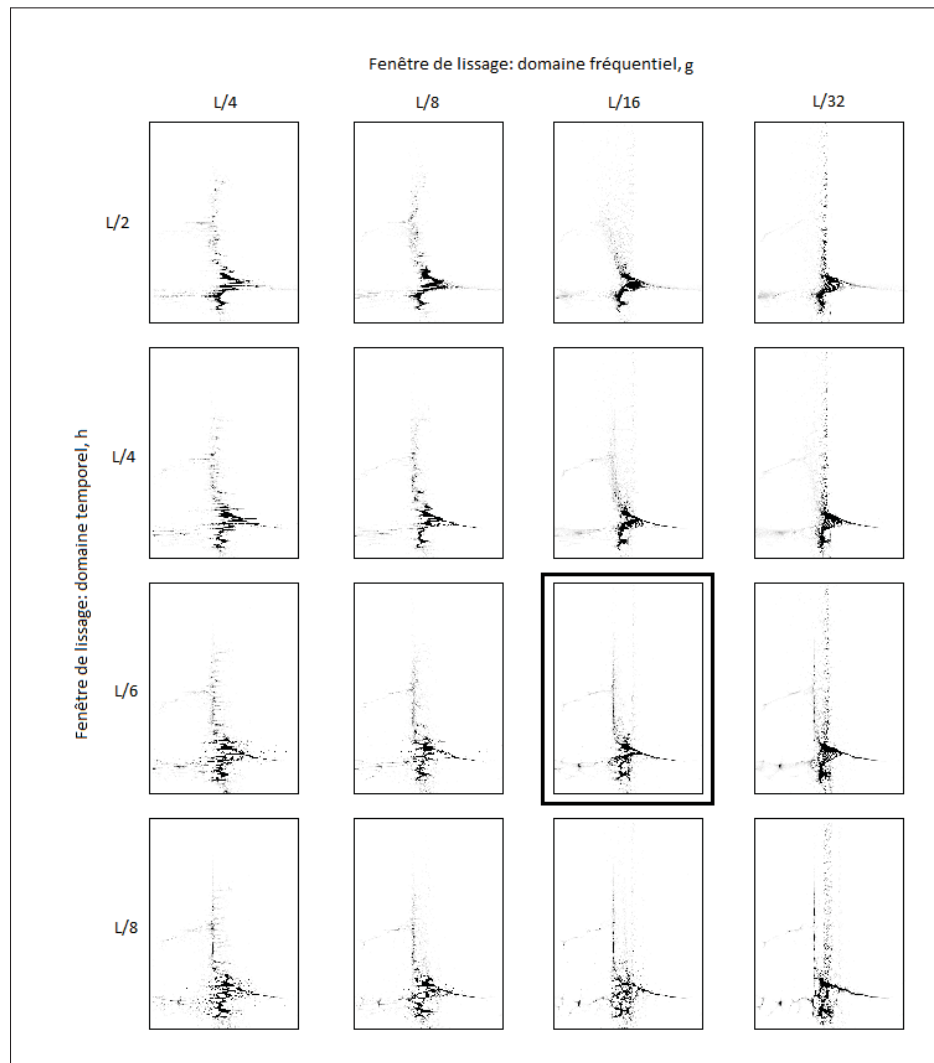 Fenêtre de lissage: domaine fréquentiel, g
L/4 L/8 L/16 L/32
Fenêtre de lissage: domaine temporel, h
L/2
L/4
L/6
L/8